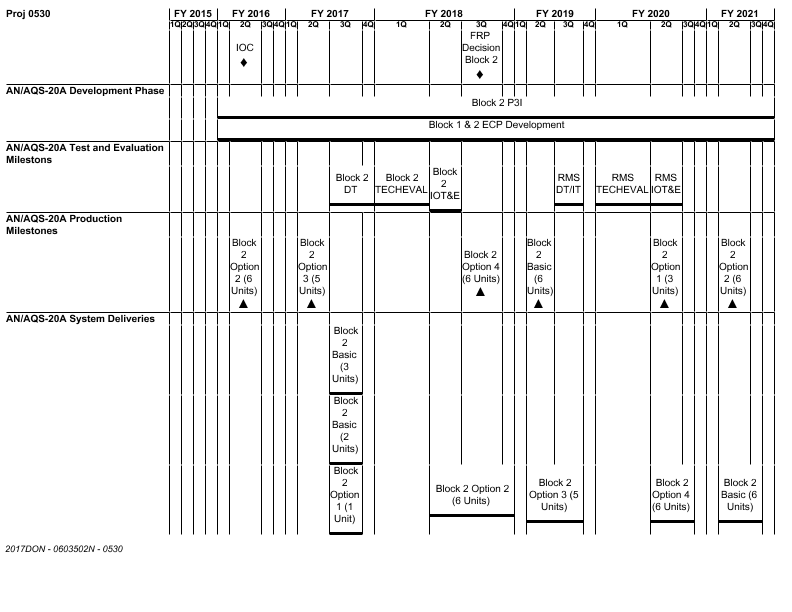 Proj 0530
FY 2015 FY 2016 FY 2017 FY 2018 FY 2019 FY 2020 FY 2021
1Q 2Q 3Q 4Q 1Q 2Q 3Q 4Q 1Q 2Q 3Q 4Q 1Q 2Q 3Q 4Q 1Q 2Q 3Q 4Q 1Q 2Q 3Q 4Q 1Q 2Q 3Q 4Q
IOC
FRP
Decision
Block 2
AN/AQS-20A Development Phase
Block 2 P3I
Block 1 & 2 ECP Development
AN/AQS-20A Test and Evaluation
Milestons
Block 2
DT
Block 2
TECHEVAL
Block
2
IOT&E
RMS
DT/IT
RMS
TECHEVAL
RMS
IOT&E
AN/AQS-20A Production
Milestones
Block
2
Option
2 (6
Units)
Block
2
Option
3 (5
Units)
Block 2
Option 4
(6 Units)
Block
2
Basic
(6
Units)
Block
2
Option
1 (3
Units)
Block
2
Option
2 (6
Units)
AN/AQS-20A System Deliveries
Block
2
Basic
(3
Units)
Block
2
Basic
(2
Units)
Block
2
Option
1 (1
Unit)
Block 2 Option 2
(6 Units)
Block 2
Option 3 (5
Units)
Block 2
Option 4
(6 Units)
Block 2
Basic (6
Units)
2017DON - 0603502N - 0530